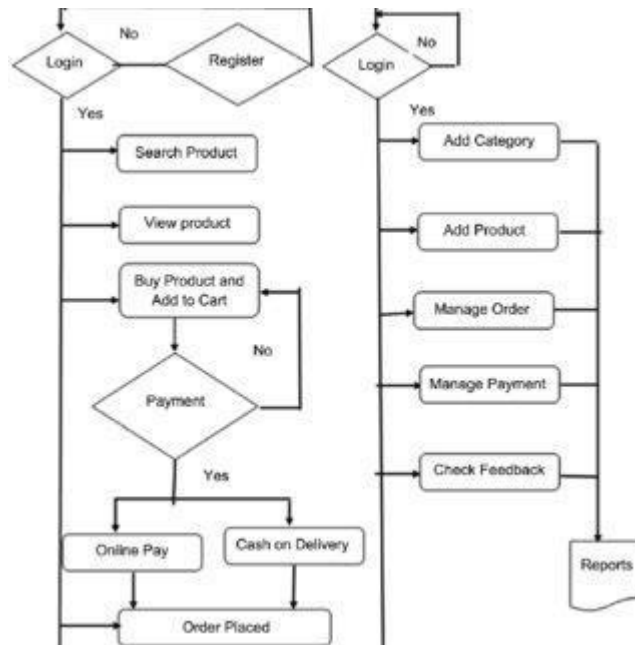 No
Login
Register
Yes
Search Product
View product
Buy Product and
Add to Cart
No
Payment
Yes
Online Pay
Cash on Delivery
Order Placed
No
Login
Yes
Add Category
Add Product
Manage Order
Manage Payment
Check Feedback
Reports